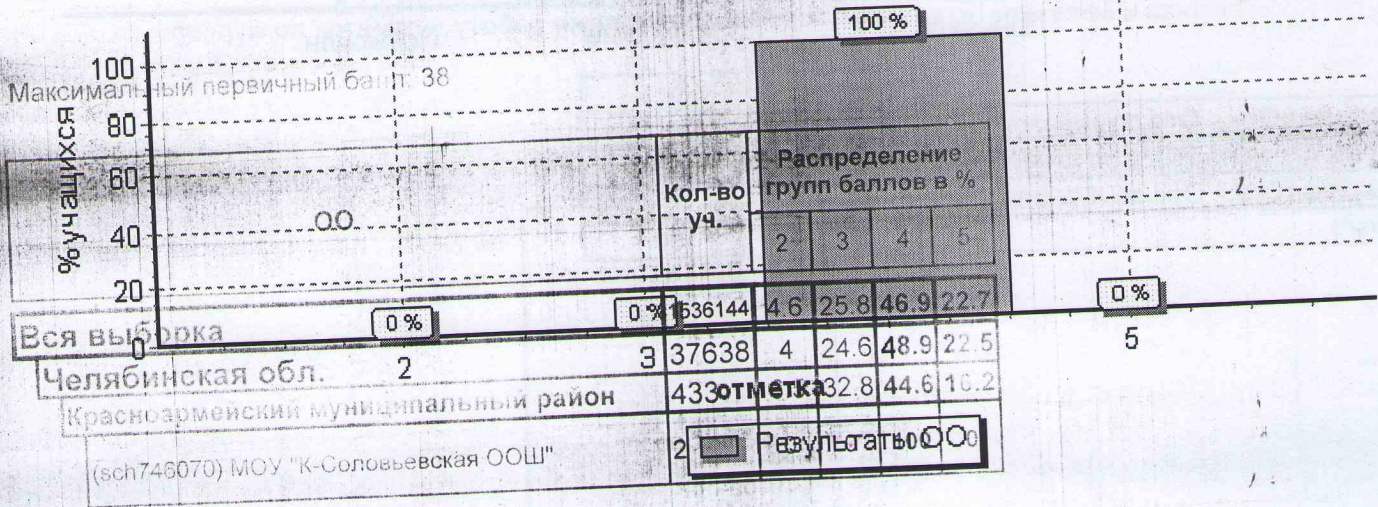 100 %
100
Максимальный первичный балл: 38
80
60
40
20
0
% учащихся
ОО
Кол-во уч.
Распределение групп баллов в %
2 3 4 5
Вся выборка 1536144 4.6 25.8 46.9 22.7
0 %
0 %
0 %
2
3
5
Челябинская обл. 37638 4 24.6 48.9 22.5
Красноармейский муниципальный район 433 32.8 44.6 16.2
отметка
(sch746070) МОУ "К-Соловьевская ООШ" 2
Результаты ОО